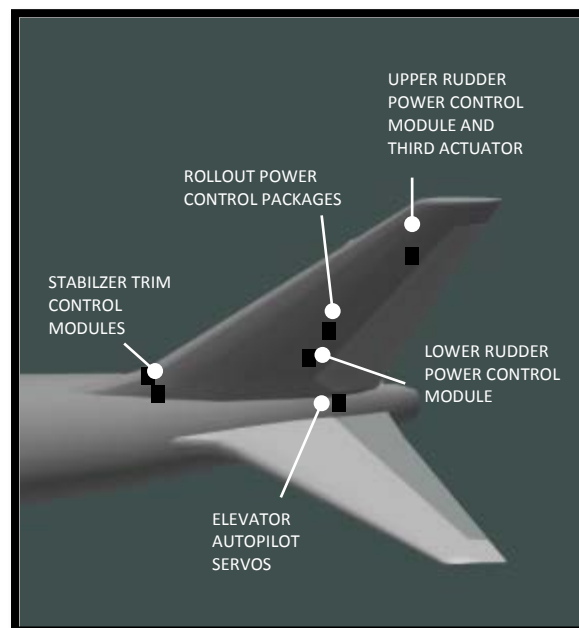 UPPER RUDDER
POWER CONTROL
MODULE AND
THIRD ACTUATOR
ROLLOUT POWER
CONTROL PACKAGES
STABILZER TRIM
CONTROL
MODULES
LOWER RUDDER
POWER CONTROL
MODULE
ELEVATOR
AUTOPILOT
SERVOS